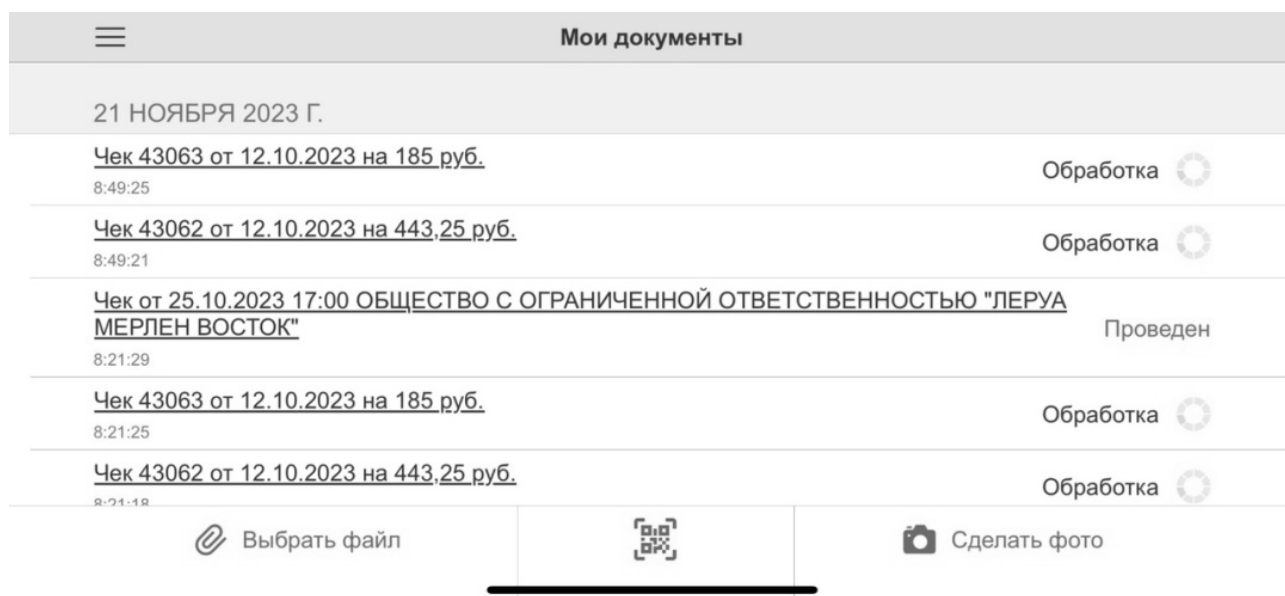 Мои документы
21 НОЯБРЯ 2023 Г.
Чек 43063 от 12.10.2023 на 185 руб.
Обработка
8:49:25
Чек 43062 от 12.10.2023 на 443,25 руб.
Обработка
8:49:21
Чек от 25.10.2023 17:00 ОБЩЕСТВО С ОГРАНИЧЕННОЙ ОТВЕТСТВЕННОСТЬЮ "ЛЕРУА
МЕРЛЕН ВОСТОК"
Проведен
8:21:29
Чек 43063 от 12.10.2023 на 185 руб.
Обработка
8:21:25
Чек 43062 от 12.10.2023 на 443,25 руб.
Обработка
8:21:18
Выбрать файл
Сделать фото